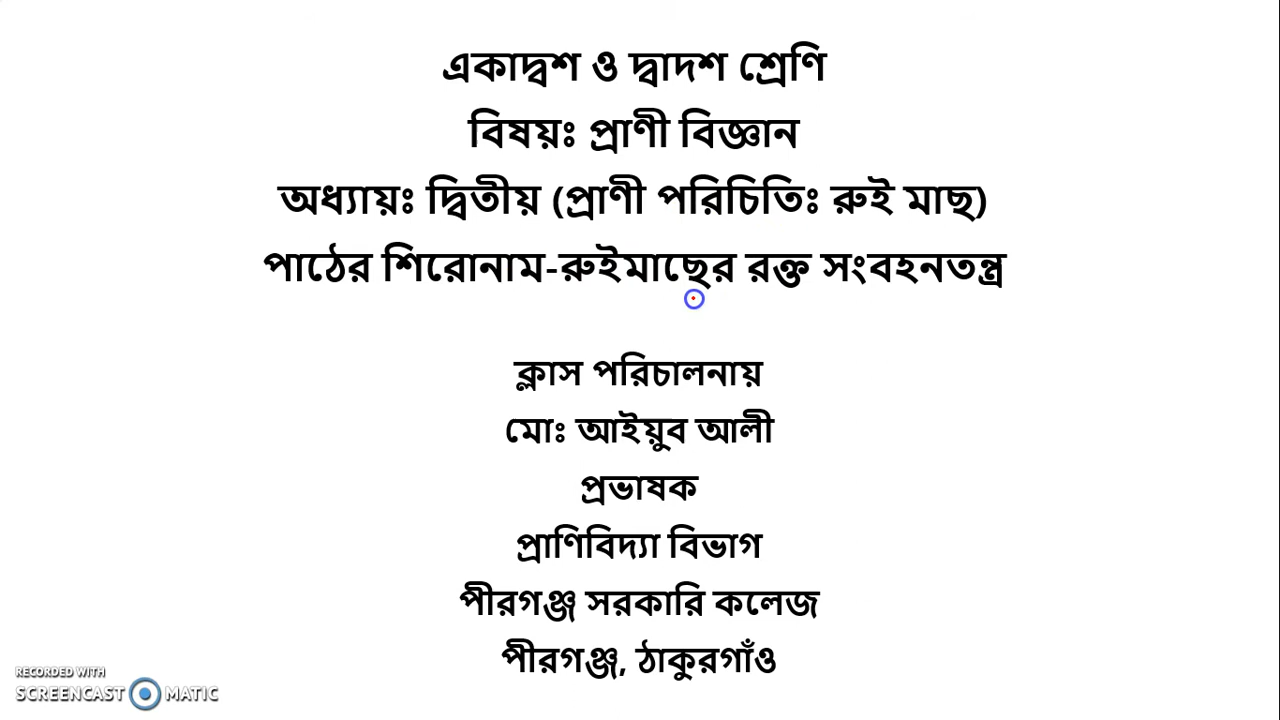 একাদ্বশ ও দ্বাদশ শ্রেণি
বিষয়ঃ প্রাণী বিজ্ঞান
অধ্যায়ঃ দ্বিতীয় (প্রাণী পরিচিতিঃ রুই মাছ)
পাঠের শিরোনাম-রুইমাছের রক্ত সংবহনতন্ত্র
ক্লাস পরিচালনায়
মোঃ আইয়ুব আলী
প্রভাষক
প্রাণিবিদ্যা বিভাগ
পীরগঞ্জ সরকারি কলেজ
পীরগঞ্জ, ঠাকুরগাঁও
RECORDED WITH
SCREENCAST MATIC